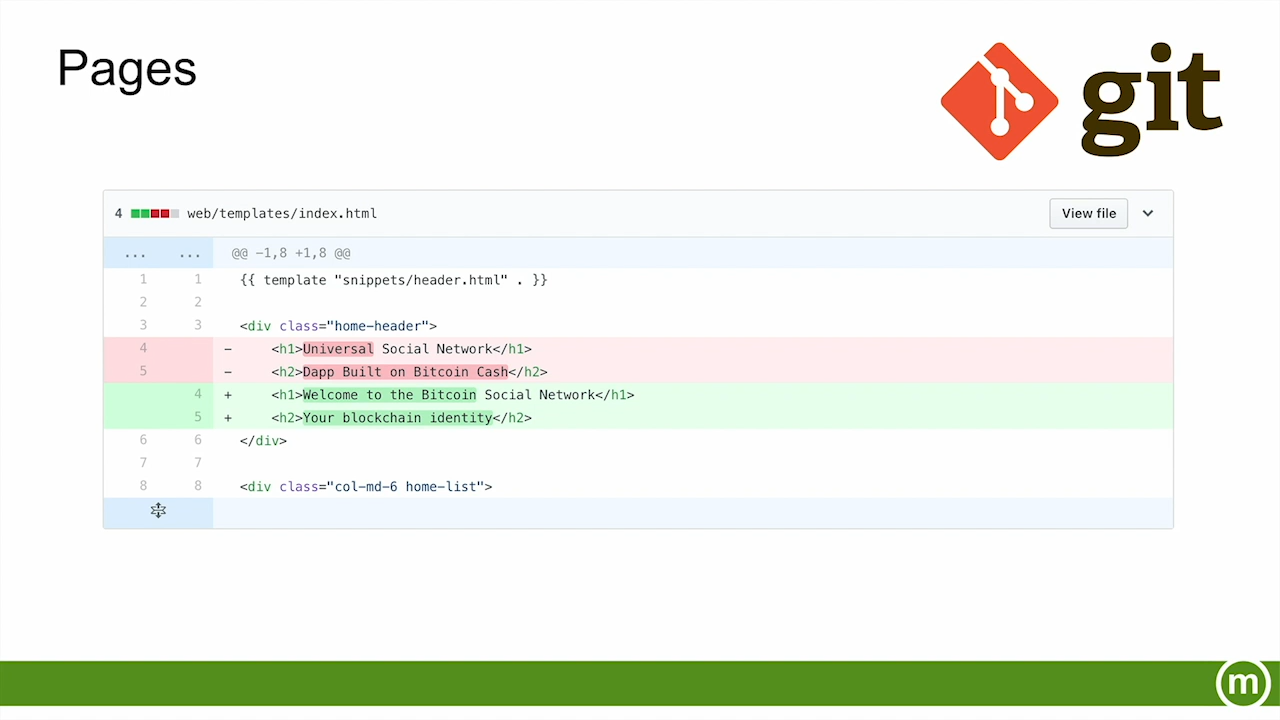 Pages
git
4 web/templates/index.html View file
... ... @@ -1,8 +1,8 @@
1 1 {{ template "snippets/header.html" . }}
2 2
3 3 <div class="home-header">
4 - <h1>Universal Social Network</h1>
5 - <h2>Dapp Built on Bitcoin Cash</h2>
4 + <h1>Welcome to the Bitcoin Social Network</h1>
5 + <h2>Your blockchain identity</h2>
6 6 </div>
7 7
8 8 <div class="col-md-6 home-list">
m